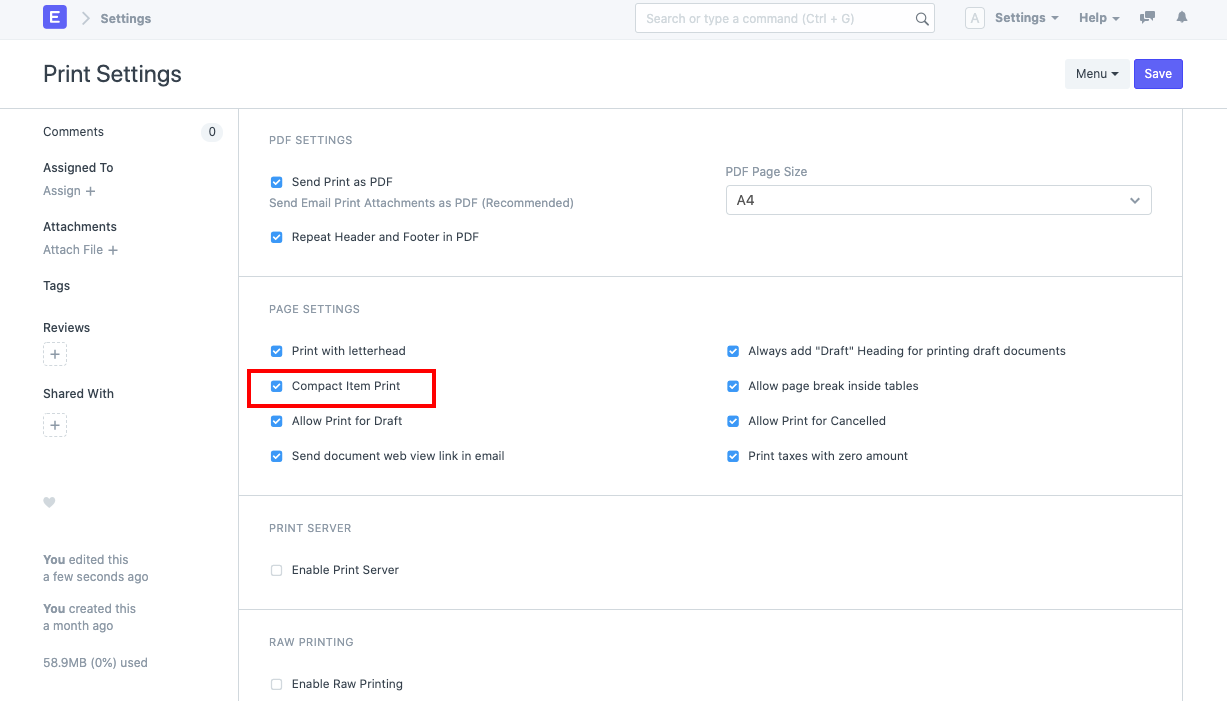 E
Settings
Search or type a command (Ctrl + G)
A
Settings
Help
Print Settings
Menu
Save
Comments
0
Assigned To
Assign +
Attachments
Attach File +
Tags
Reviews
+
Shared With
+
You edited this
a few seconds ago
You created this
a month ago
58.9MB (0%) used
PDF SETTINGS
Send Print as PDF
Send Email Print Attachments as PDF (Recommended)
Repeat Header and Footer in PDF
PDF Page Size
A4
PAGE SETTINGS
Print with letterhead
Compact Item Print
Allow Print for Draft
Send document web view link in email
Always add "Draft" Heading for printing draft documents
Allow page break inside tables
Allow Print for Cancelled
Print taxes with zero amount
PRINT SERVER
Enable Print Server
RAW PRINTING
Enable Raw Printing